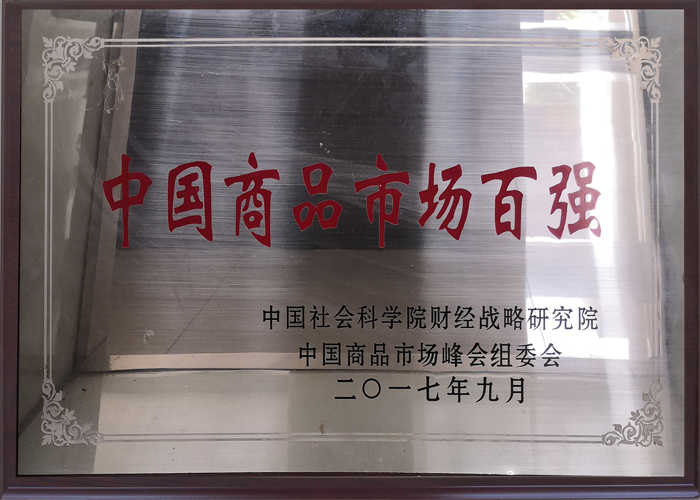 中国商品市场百强
中国社会科学院财经战略研究院
中国商品市场峰会组委会
二〇一七年九月